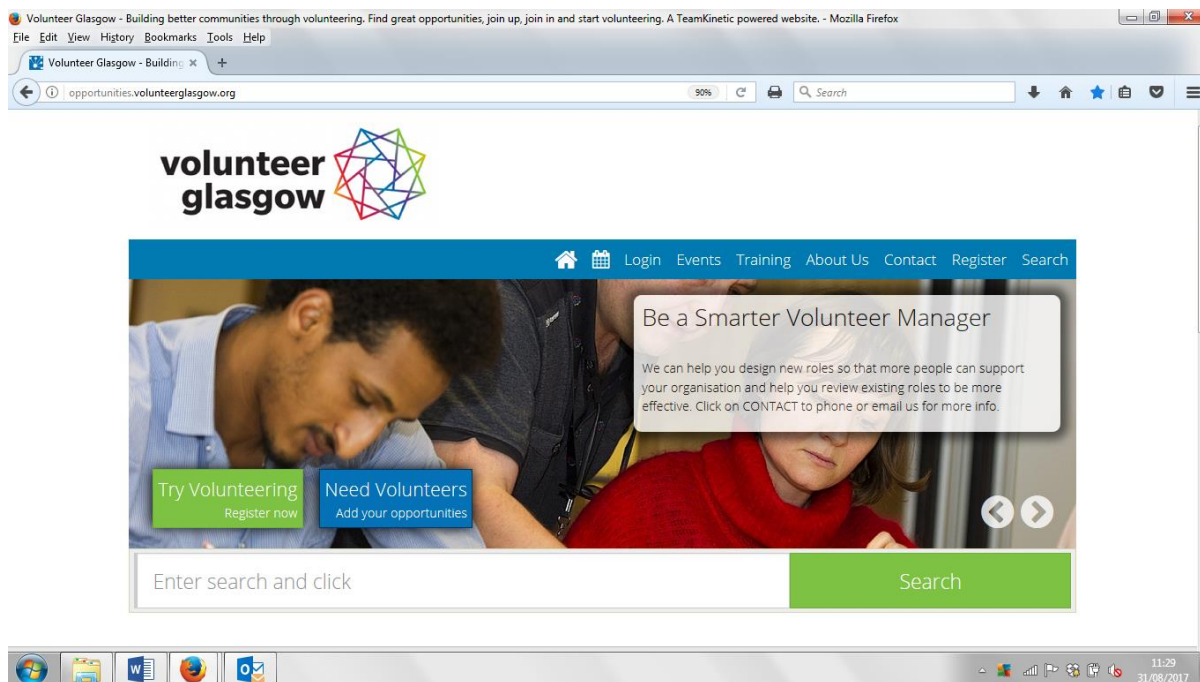 Volunteer Glasgow - Building better communities through volunteering. Find great opportunities, join up, join in and start volunteering. A TeamKinetic powered website. - Mozilla Firefox
File Edit View History Bookmarks Tools Help
Volunteer Glasgow - Building
opportunities.volunteerglasgow.org 90% Search
volunteer
glasgow
Login Events Training About Us Contact Register Search
Be a Smarter Volunteer Manager
We can help you design new roles so that more people can support
your organisation and help you review existing roles to be more
effective. Click on CONTACT to phone or email us for more info.
Try Volunteering
Register now
Need Volunteers
Add your opportunities
Enter search and click
Search
11:29
31/08/2017